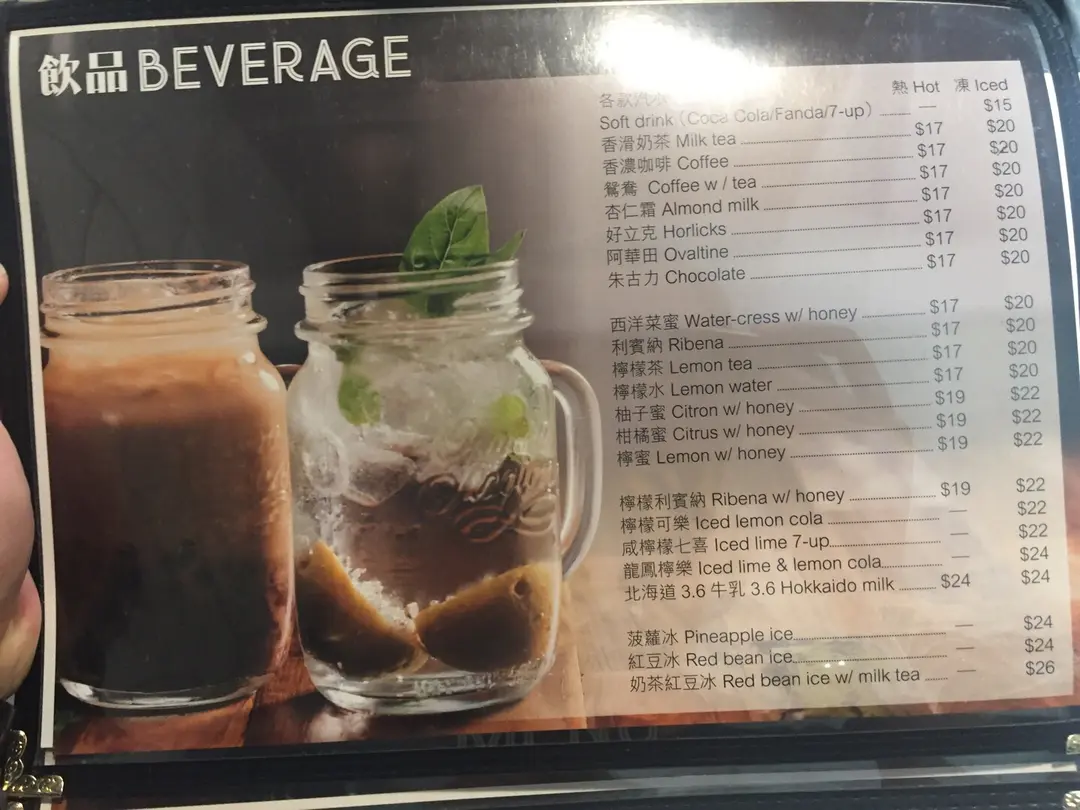 飲品 BEVERAGE
熱 Hot 凍 Iced
各款汽水
Soft drink (Coca Cola/Fanda/7-up) — $15
香滑奶茶 Milk tea $17 $20
香濃咖啡 Coffee $17 $20
鴛鴦 Coffee w / tea $17 $20
杏仁霜 Almond milk $17 $20
好立克 Horlicks $17 $20
阿華田 Ovaltine $17 $20
朱古力 Chocolate $17 $20
西洋菜蜜 Water-cress w/ honey $17 $20
利賓納 Ribena $17 $20
檸檬茶 Lemon tea $17 $20
檸檬水 Lemon water $17 $20
柚子蜜 Citron w/ honey $19 $22
柑橘蜜 Citrus w/ honey $19 $22
檸蜜 Lemon w/ honey $19 $22
檸檬利賓納 Ribena w/ honey $19 $22
檸檬可樂 Iced lemon cola — $22
咸檸檬七喜 Iced lime 7-up — $22
龍鳳檸樂 Iced lime & lemon cola — $24
北海道 3.6 牛乳 3.6 Hokkaido milk $24 $24
菠蘿冰 Pineapple ice — $24
紅豆冰 Red bean ice — $24
奶茶紅豆冰 Red bean ice w/ milk tea — $26